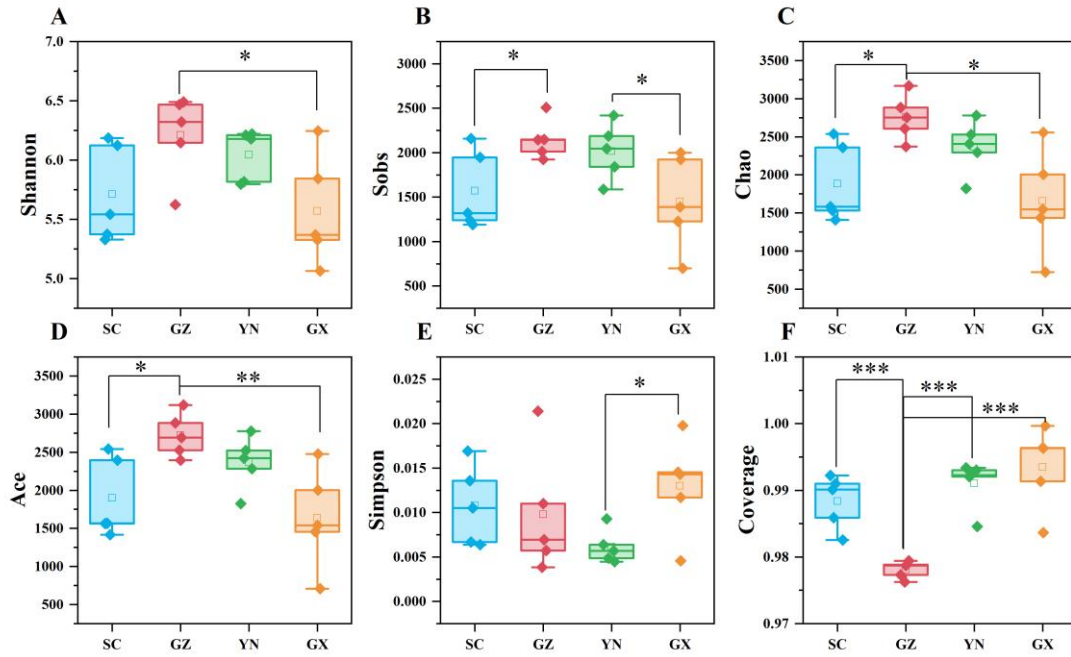 A
Shannon
7.0
6.5
6.0
5.5
5.0
*
SC GZ YN GX
B
Sobs
3000
2500
2000
1500
1000
500
*
*
SC GZ YN GX
C
Chao
3500
3000
2500
2000
1500
1000
500
*
*
SC GZ YN GX
D
Ace
3500
3000
2500
2000
1500
1000
500
*
**
SC GZ YN GX
E
Simpson
0.025
0.020
0.015
0.010
0.005
0.000
*
SC GZ YN GX
F
Coverage
1.01
1.00
0.99
0.98
0.97
***
***
***
SC GZ YN GX